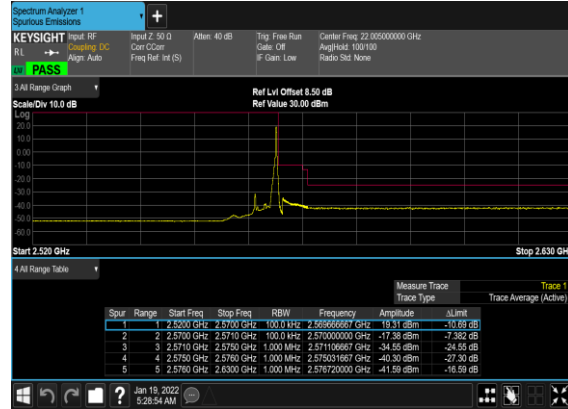 Spectrum Analyzer 1
Spurious Emissions
KEYSIGHT Input: RF Input Z: 50 Ω Atten: 40 dB Trig: Free Run Center Freq: 22.005000000 GHz
RL Coupling: DC Corr CCorr Gate: Off Avg|Hold: 100/100
Align: Auto Freq Ref: Int (S) IF Gain: Low Radio Std: None
PASS
3 All Range Graph
Ref Lvl Offset 8.50 dB
Scale/Div 10.0 dB Ref Value 30.00 dBm
Log
20.0
10.0
0.00
-10.0
-20.0
-30.0
-40.0
-50.0
-60.0
Start 2.520 GHz Stop 2.630 GH
4 All Range Table
Measure Trace Trace 1
Trace Type Trace Average (Active)
Spur Range Start Freq Stop Freq RBW Frequency Amplitude ΔLimit
1 1 2.5200 GHz 2.5700 GHz 100.0 kHz 2.569666667 GHz 19.31 dBm -10.69 dB
2 2 2.5700 GHz 2.5710 GHz 100.0 kHz 2.570000000 GHz -17.38 dBm -7.382 dB
3 3 2.5710 GHz 2.5750 GHz 1.000 MHz 2.571106667 GHz -34.55 dBm -24.55 dB
4 4 2.5750 GHz 2.5760 GHz 1.000 MHz 2.575031667 GHz -40.30 dBm -27.30 dB
5 5 2.5760 GHz 2.6300 GHz 1.000 MHz 2.576720000 GHz -41.59 dBm -16.59 dB
Jan 19, 2022
5:28:54 AM